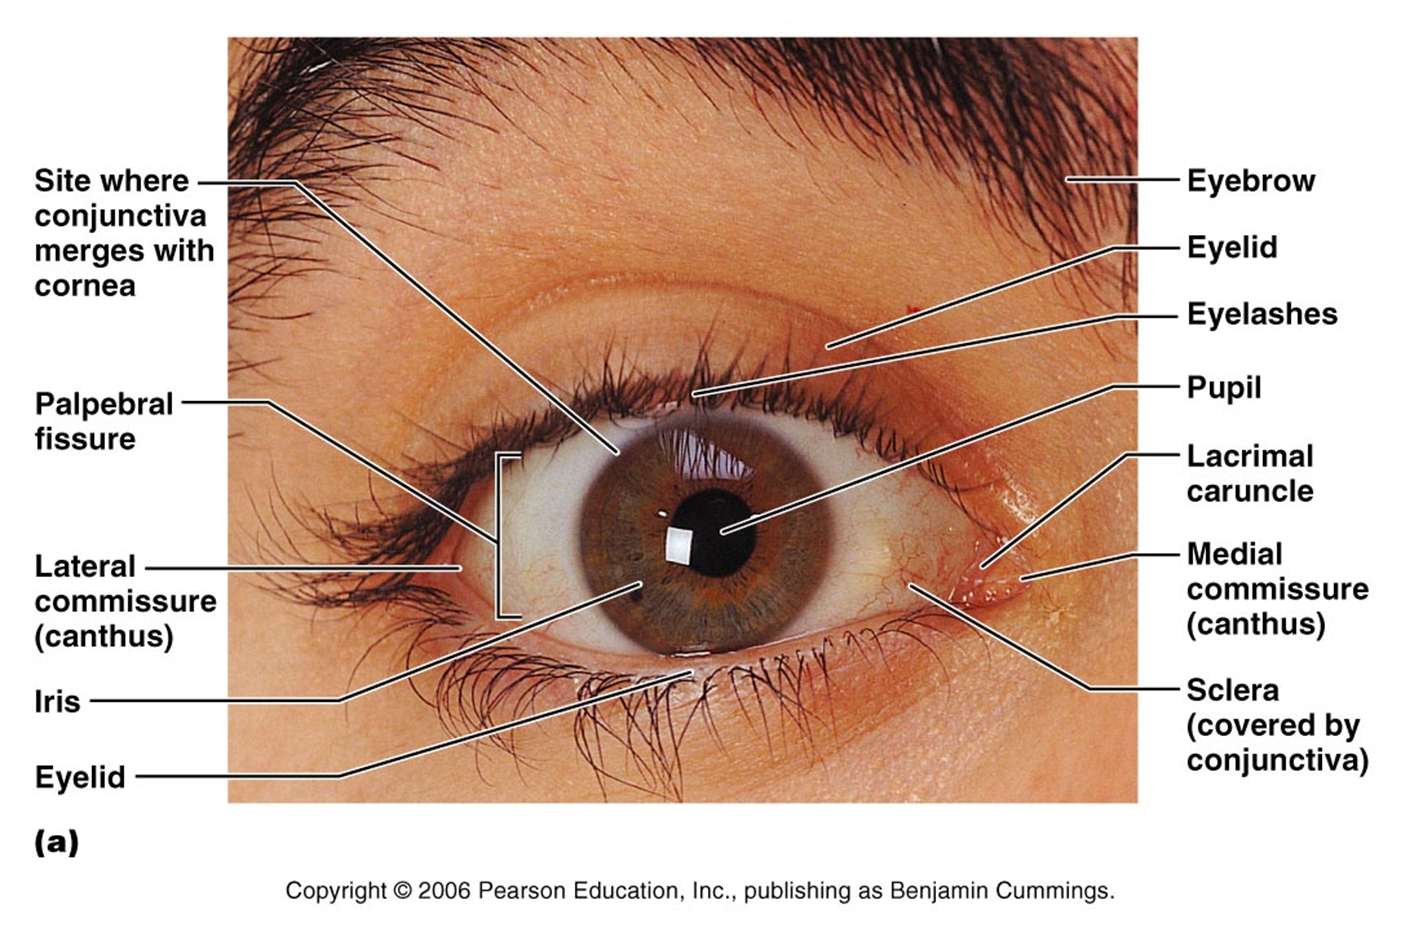 Site where
conjunctiva
merges with
cornea
Palpebral
fissure
Lateral
commissure
(canthus)
Iris
Eyelid
Eyebrow
Eyelid
Eyelashes
Pupil
Lacrimal
caruncle
Medial
commissure
(canthus)
Sclera
(covered by
conjunctiva)
(a)
Copyright © 2006 Pearson Education, Inc., publishing as Benjamin Cummings.